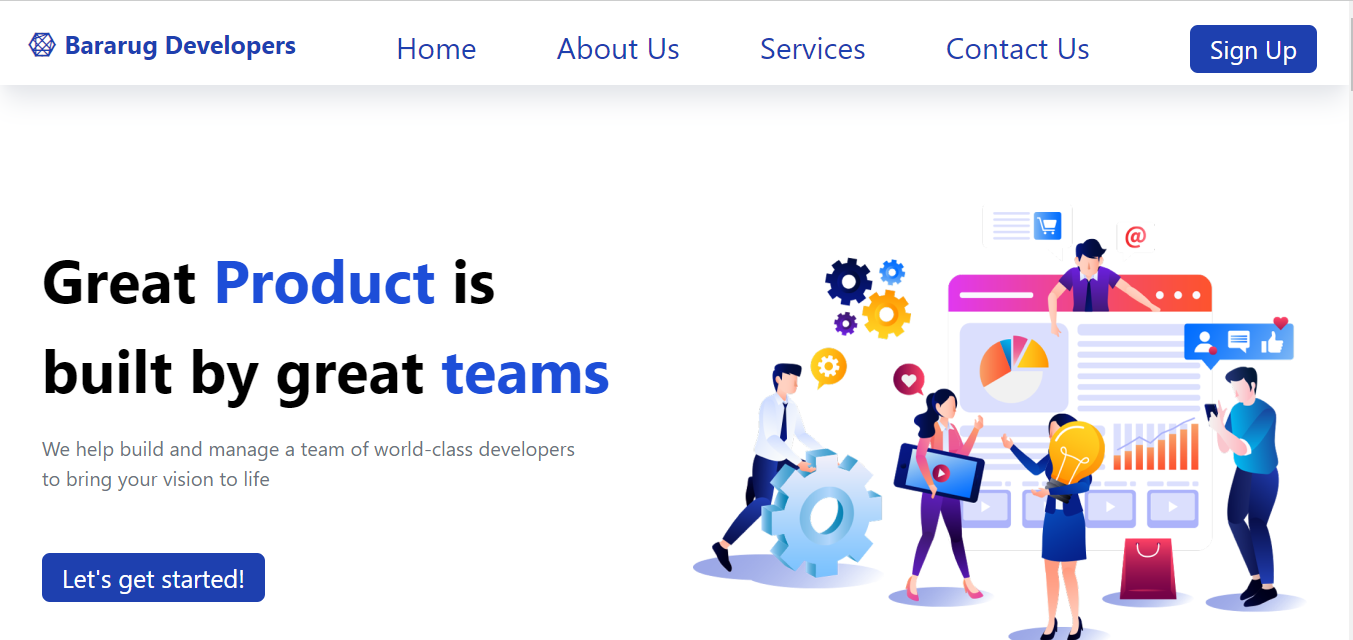 Bararug Developers
Home
About Us
Services
Contact Us
Sign Up
Great Product is
built by great teams
We help build and manage a team of world-class developers
to bring your vision to life
Let's get started!
@